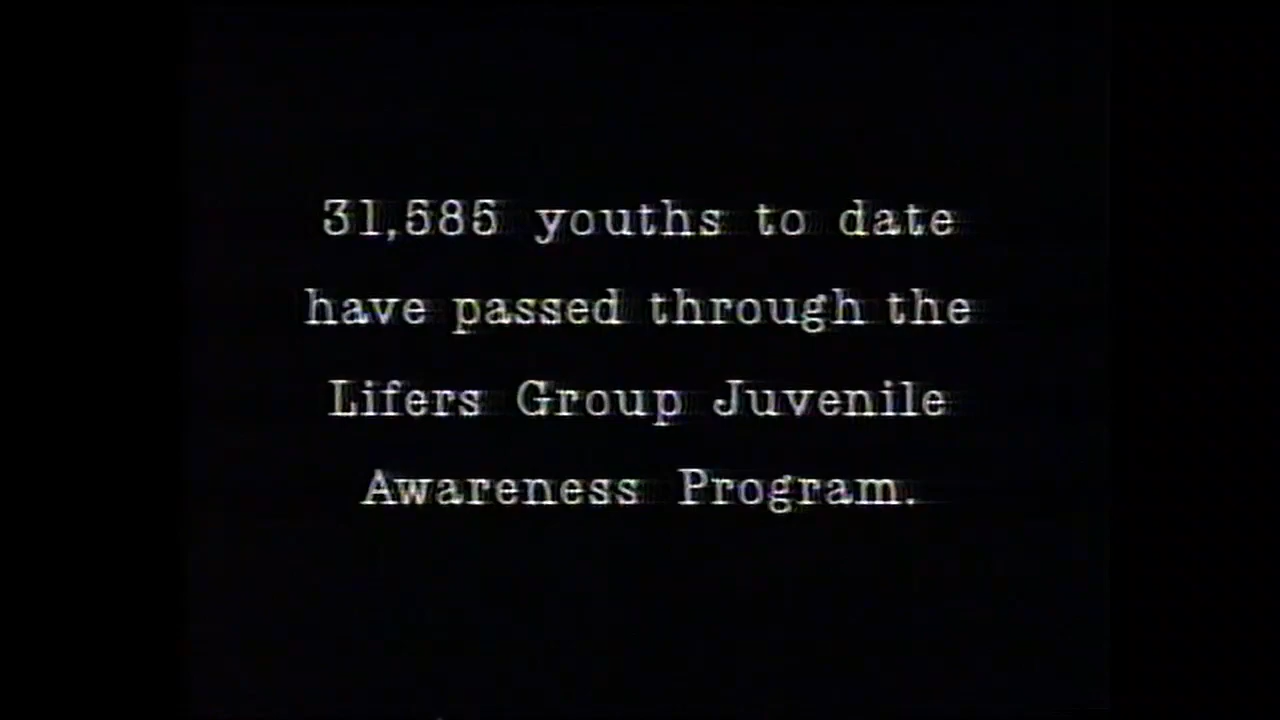 31,585 youths to date
have passed through the
Lifers Group Juvenile
Awareness Program.